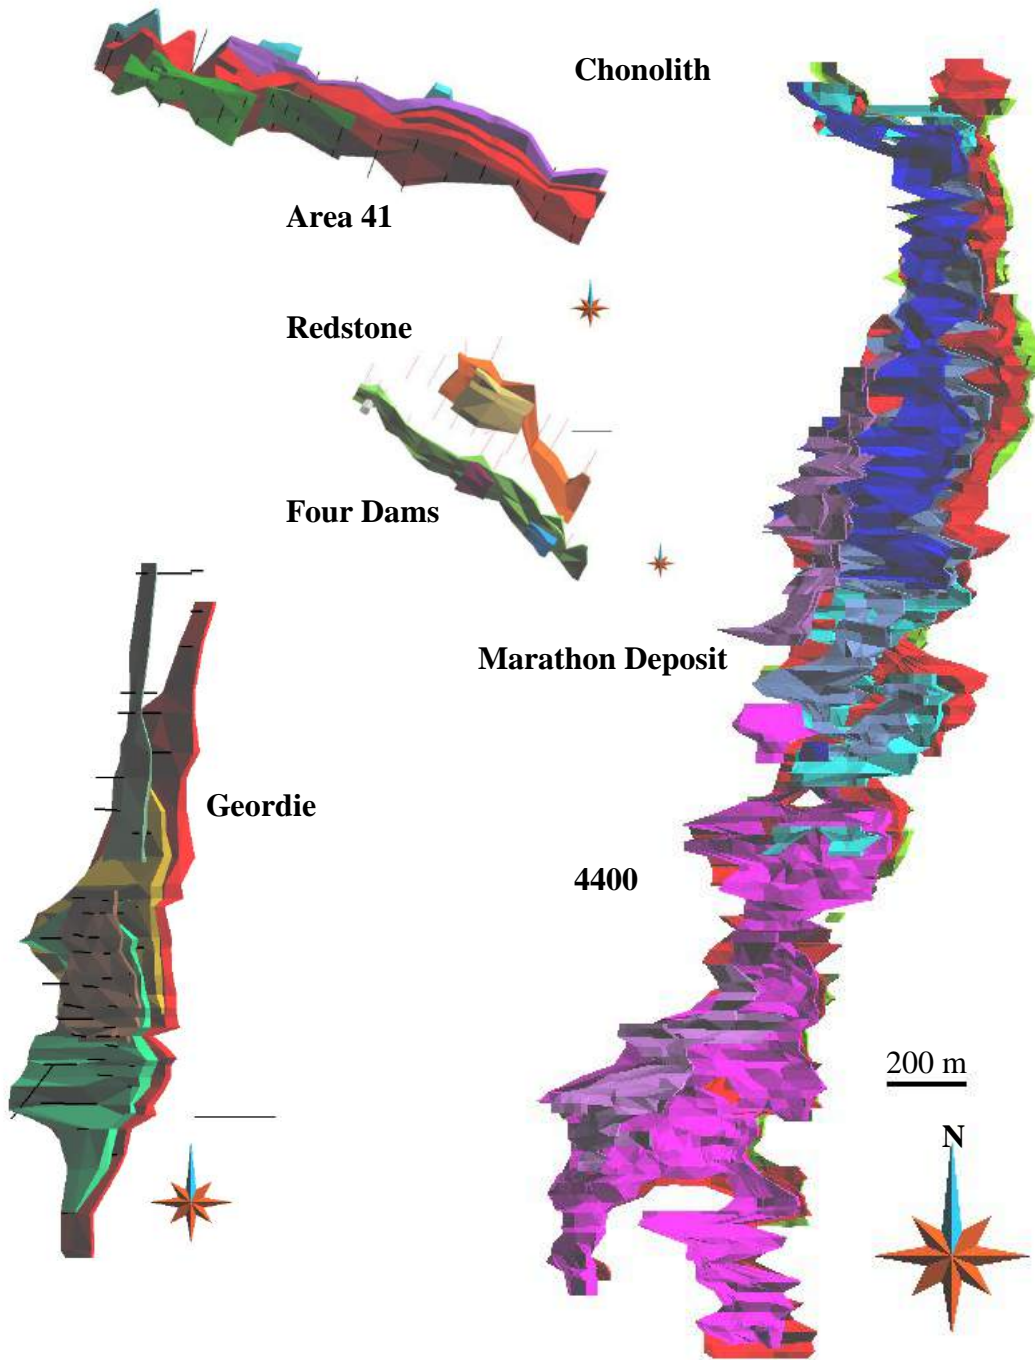 Chonolith
Area 41
Redstone
Four Dams
Marathon Deposit
Geordie
4400
200 m
N